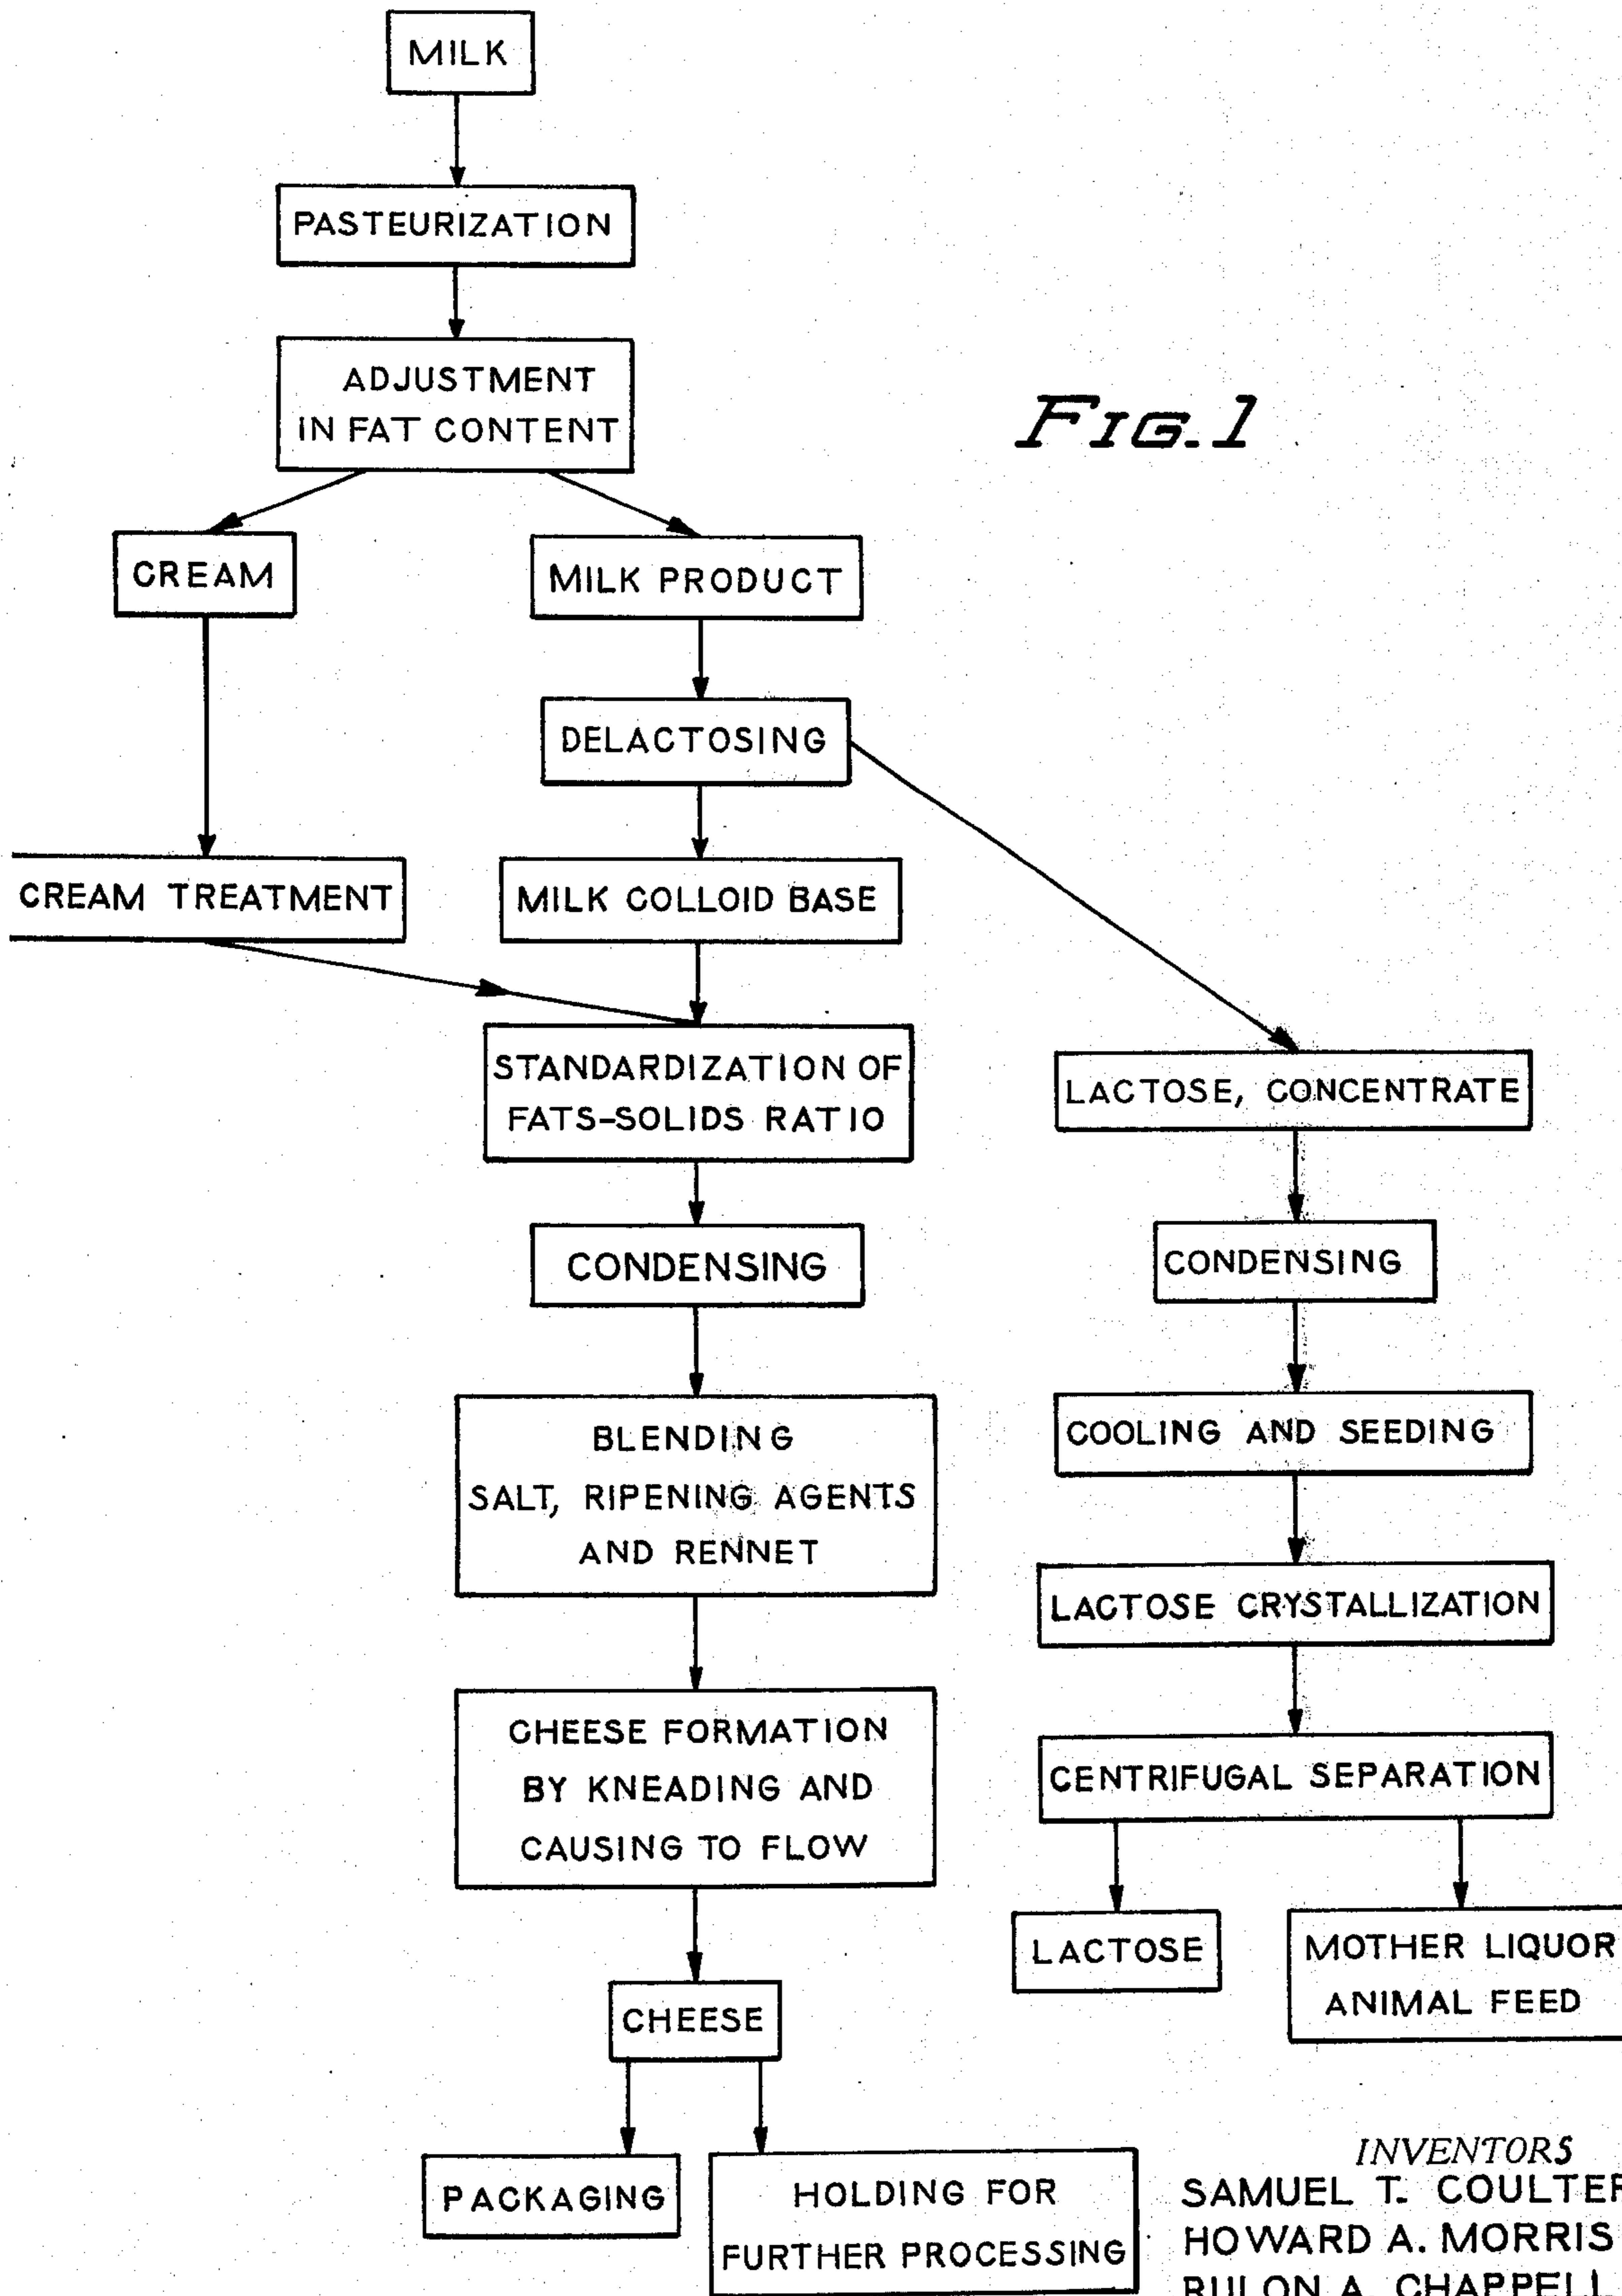 MILK
PASTEURIZATION
ADJUSTMENT
IN FAT CONTENT
FIG.1
CREAM
MILK PRODUCT
DELACTOSING
CREAM TREATMENT
MILK COLLOID BASE
STANDARDIZATION OF
FATS-SOLIDS RATIO
LACTOSE, CONCENTRATE
CONDENSING
CONDENSING
BLENDING
SALT, RIPENING AGENTS
AND RENNET
COOLING AND SEEDING
LACTOSE CRYSTALLIZATION
CHEESE FORMATION
BY KNEADING AND
CAUSING TO FLOW
CENTRIFUGAL SEPARATION
LACTOSE
MOTHER LIQUOR
ANIMAL FEED
CHEESE
PACKAGING
HOLDING FOR
FURTHER PROCESSING
INVENTORS
SAMUEL T. COULTER
HOWARD A. MORRIS
RULON A. CHAPPELL